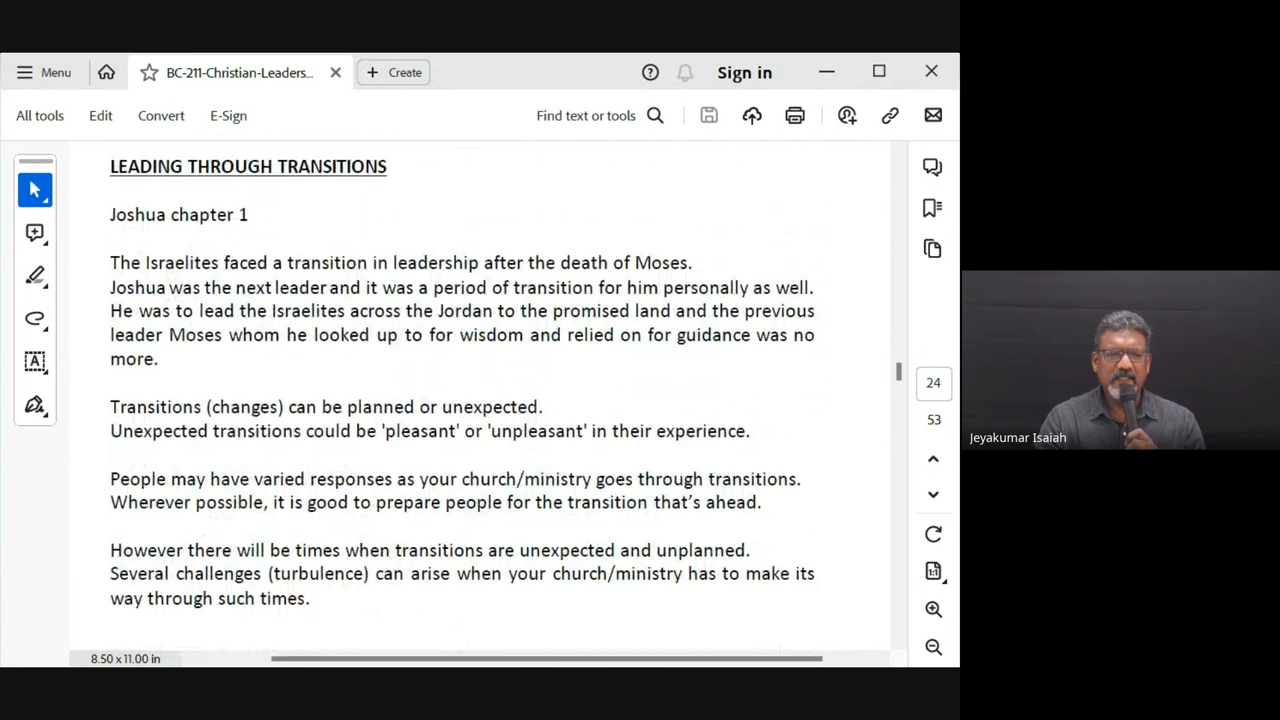 Menu
BC-211-Christian-Leaders...
Create
Sign in
All tools
Edit
Convert
E-Sign
Find text or tools
LEADING THROUGH TRANSITIONS
Joshua chapter 1
The Israelites faced a transition in leadership after the death of Moses.
Joshua was the next leader and it was a period of transition for him personally as well.
He was to lead the Israelites across the Jordan to the promised land and the previous
leader Moses whom he looked up to for wisdom and relied on for guidance was no
more.
Transitions (changes) can be planned or unexpected.
Unexpected transitions could be 'pleasant' or 'unpleasant' in their experience.
People may have varied responses as your church/ministry goes through transitions.
Wherever possible, it is good to prepare people for the transition that's ahead.
However there will be times when transitions are unexpected and unplanned.
Several challenges (turbulence) can arise when your church/ministry has to make its
way through such times.
8.50 x 11.00 in
24
53
1:1
Jeyakumar Isaiah